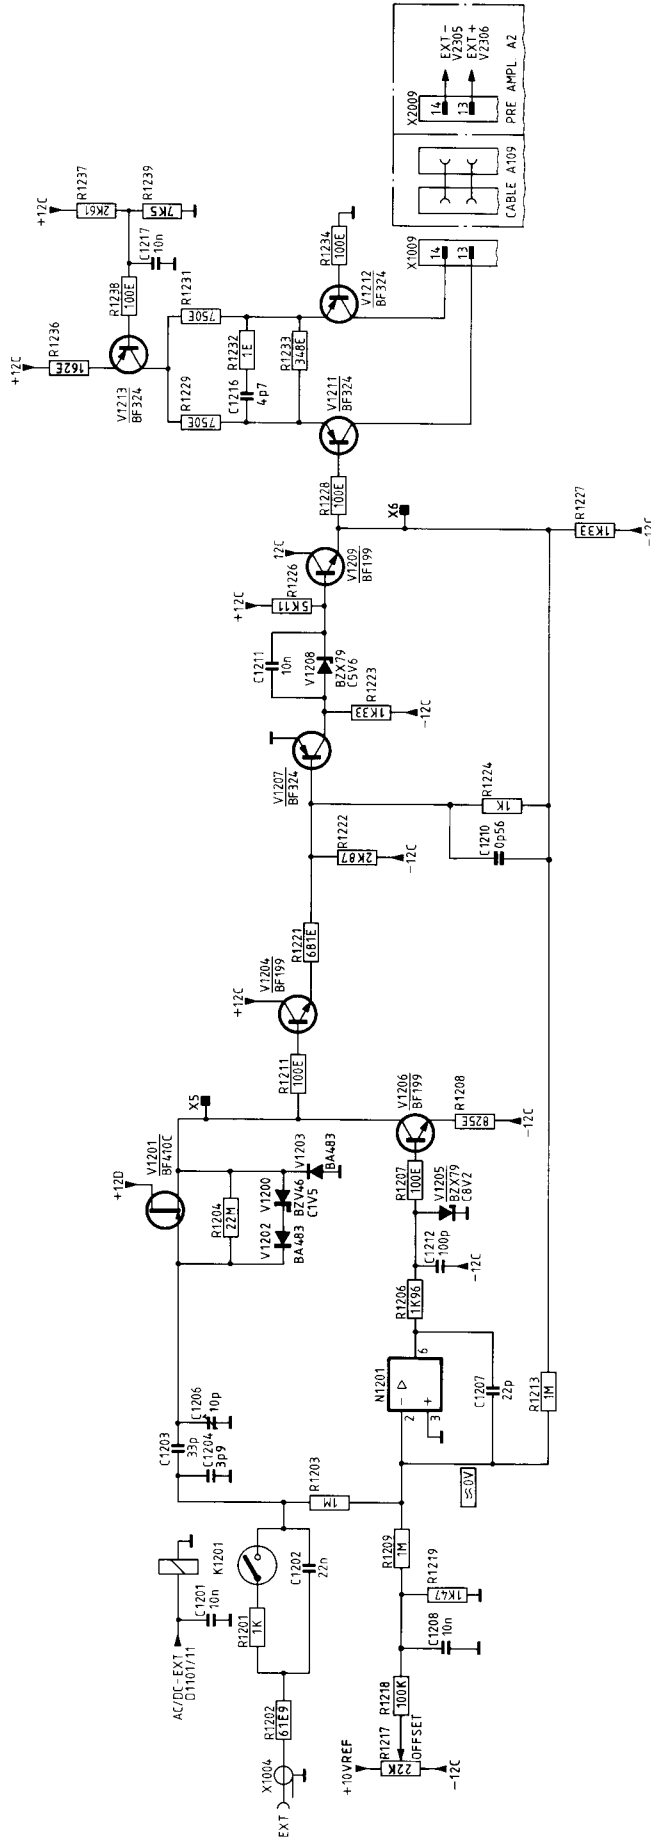 EXT
X1004
R1202
61E9
R1201
1K
K1201
C1202
22n
AC/DC-EXT
D1101/11
C1201
10n
R1203
1M
C1203
33p
C1204
3p9
C1206
10p
+10VREF
R1217
22K
OFFSET
-12C
R1218
100K
C1208
10n
R1219
1K47
R1209
1M
≈0V
N1201
2
3
6
-
+
C1207
22p
R1213
1M
R1206
1K96
C1212
100p
-12C
V1205
BZX79
C8V2
R1207
100E
V1206
BF199
R1208
825E
-12C
+12D
V1201
BF410C
R1204
22M
V1202
BA483
V1200
BZV46
C1V5
V1203
BA483
X5
R1211
100E
+12C
V1204
BF199
R1221
681E
R1222
2K87
-12C
V1207
BF324
C1210
0p56
R1224
1K
R1223
1K33
-12C
C1211
10n
V1208
BZX79
C5V6
+12C
R1226
5K11
12C
V1209
BF199
X6
R1227
1K33
-12C
R1228
100E
V1211
BF324
V1212
BF324
R1234
100E
R1233
348E
C1216
4p7
R1232
1E
R1229
750E
R1231
750E
V1213
BF324
R1236
162E
+12C
R1238
100E
C1217
10n
+12C
R1237
2K61
R1239
7K5
X1009
14
13
CABLE A109
X2009
14
13
EXT-
V2305
EXT+
V2306
PRE AMPL. A2